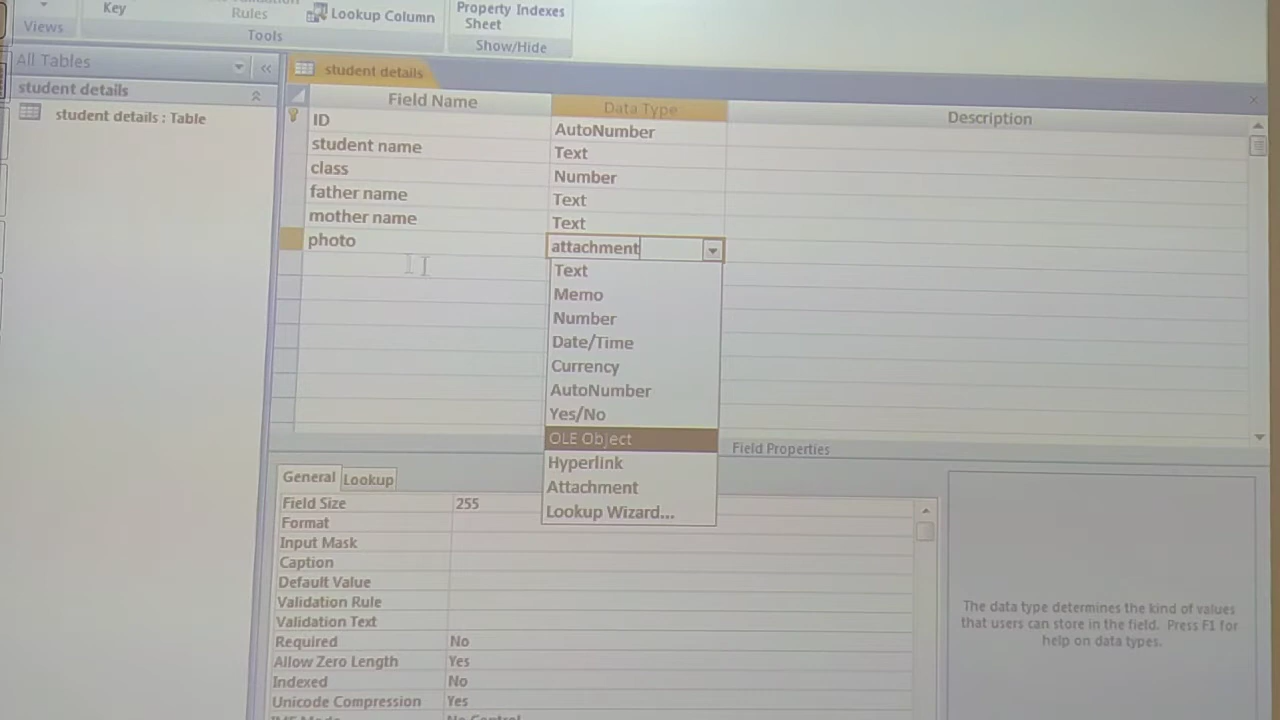 Key
Rules
Lookup Column
Property Indexes
Sheet
Views
Tools
Show/Hide
All Tables
student details
student details : Table
student details
Field Name
Data Type
Description
ID
AutoNumber
student name
Text
class
Number
father name
Text
mother name
Text
photo
attachment
Text
Memo
Number
Date/Time
Currency
AutoNumber
Yes/No
OLE Object
Hyperlink
Attachment
Lookup Wizard...
Field Properties
General
Lookup
Field Size
255
Format
Input Mask
Caption
Default Value
Validation Rule
Validation Text
Required
No
Allow Zero Length
Yes
Indexed
No
Unicode Compression
Yes
The data type determines the kind of values
that users can store in the field. Press F1 for
help on data types.